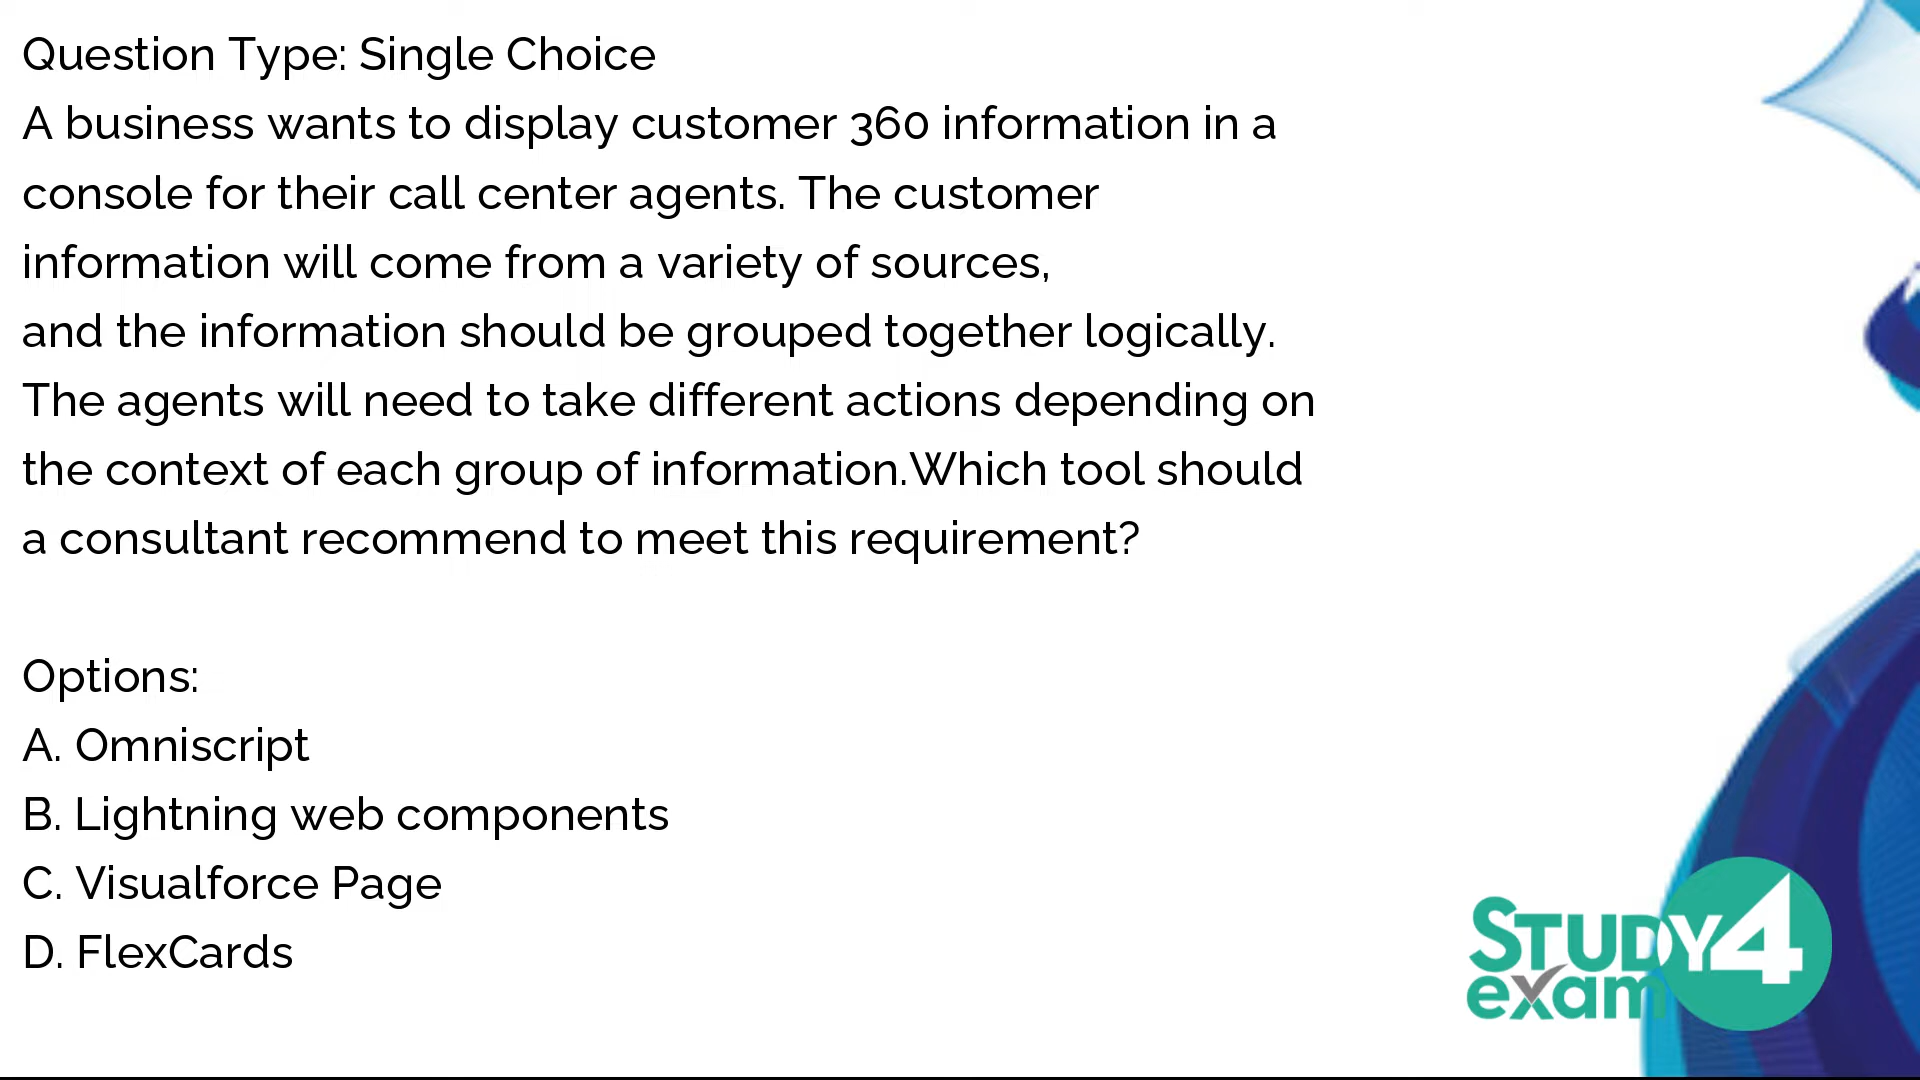 Question Type: Single Choice
A business wants to display customer 360 information in a
console for their call center agents. The customer
information will come from a variety of sources,
and the information should be grouped together logically.
The agents will need to take different actions depending on
the context of each group of information.Which tool should
a consultant recommend to meet this requirement?
Options:
A. Omniscript
B. Lightning web components
C. Visualforce Page
D. FlexCards
STUDY4
exam